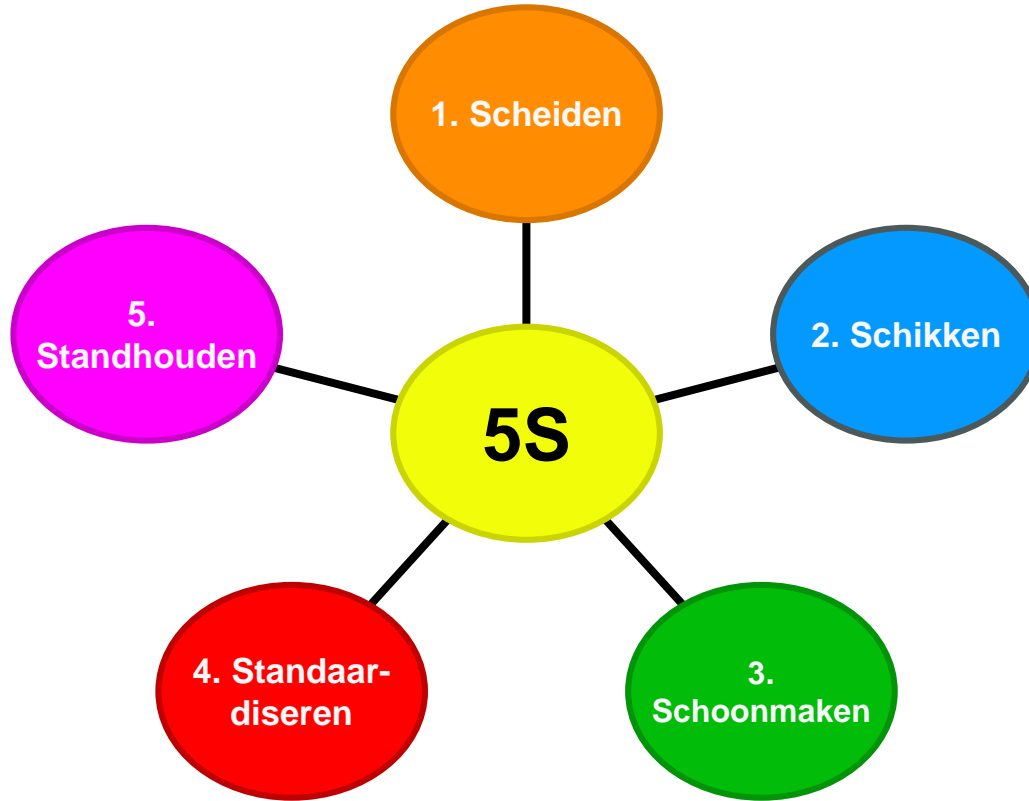 1. Scheiden
2. Schikken
5.
Standhouden
5S
4. Standaar-
diseren
3.
Schoonmaken